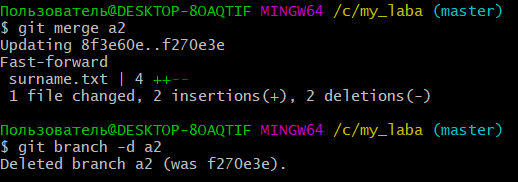 Пользователь@DESKTOP-8OAQTIF MINGW64 /c/my_laba (master)
$ git merge a2
Updating 8f3e60e..f270e3e
Fast-forward
 surname.txt | 4 ++--
 1 file changed, 2 insertions(+), 2 deletions(-)
Пользователь@DESKTOP-8OAQTIF MINGW64 /c/my_laba (master)
$ git branch -d a2
Deleted branch a2 (was f270e3e).